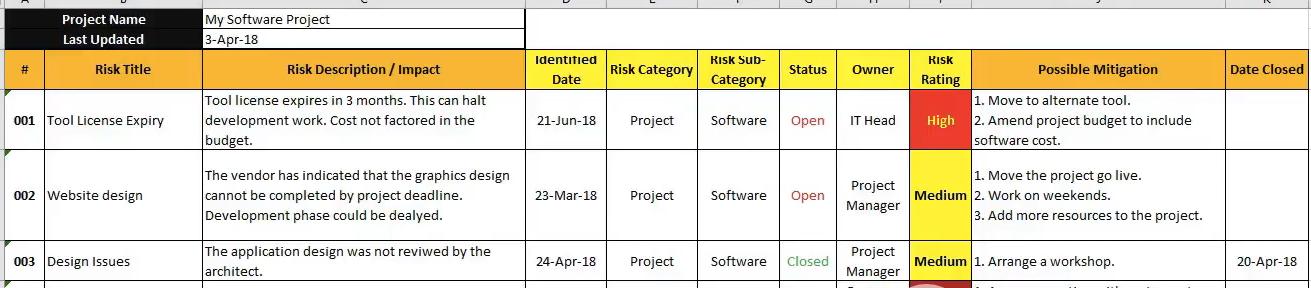 Project Name My Software Project
Last Updated 3-Apr-18
# Risk Title Risk Description / Impact Identified Date Risk Category Risk Sub-Category Status Owner Risk Rating Possible Mitigation Date Closed
001 Tool License Expiry
Tool license expires in 3 months. This can halt
development work. Cost not factored in the
budget.
21-Jun-18 Project Software Open IT Head High
1. Move to alternate tool.
2. Amend project budget to include
software cost.
002 Website design
The vendor has indicated that the graphics design
cannot be completed by project deadline.
Development phase could be dealyed.
23-Mar-18 Project Software Open
Project
Manager
Medium
1. Move the project go live.
2. Work on weekends.
3. Add more resources to the project.
003 Design Issues
The application design was not reviwed by the
architect.
24-Apr-18 Project Software Closed
Project
Manager
Medium
1. Arrange a workshop.
20-Apr-18